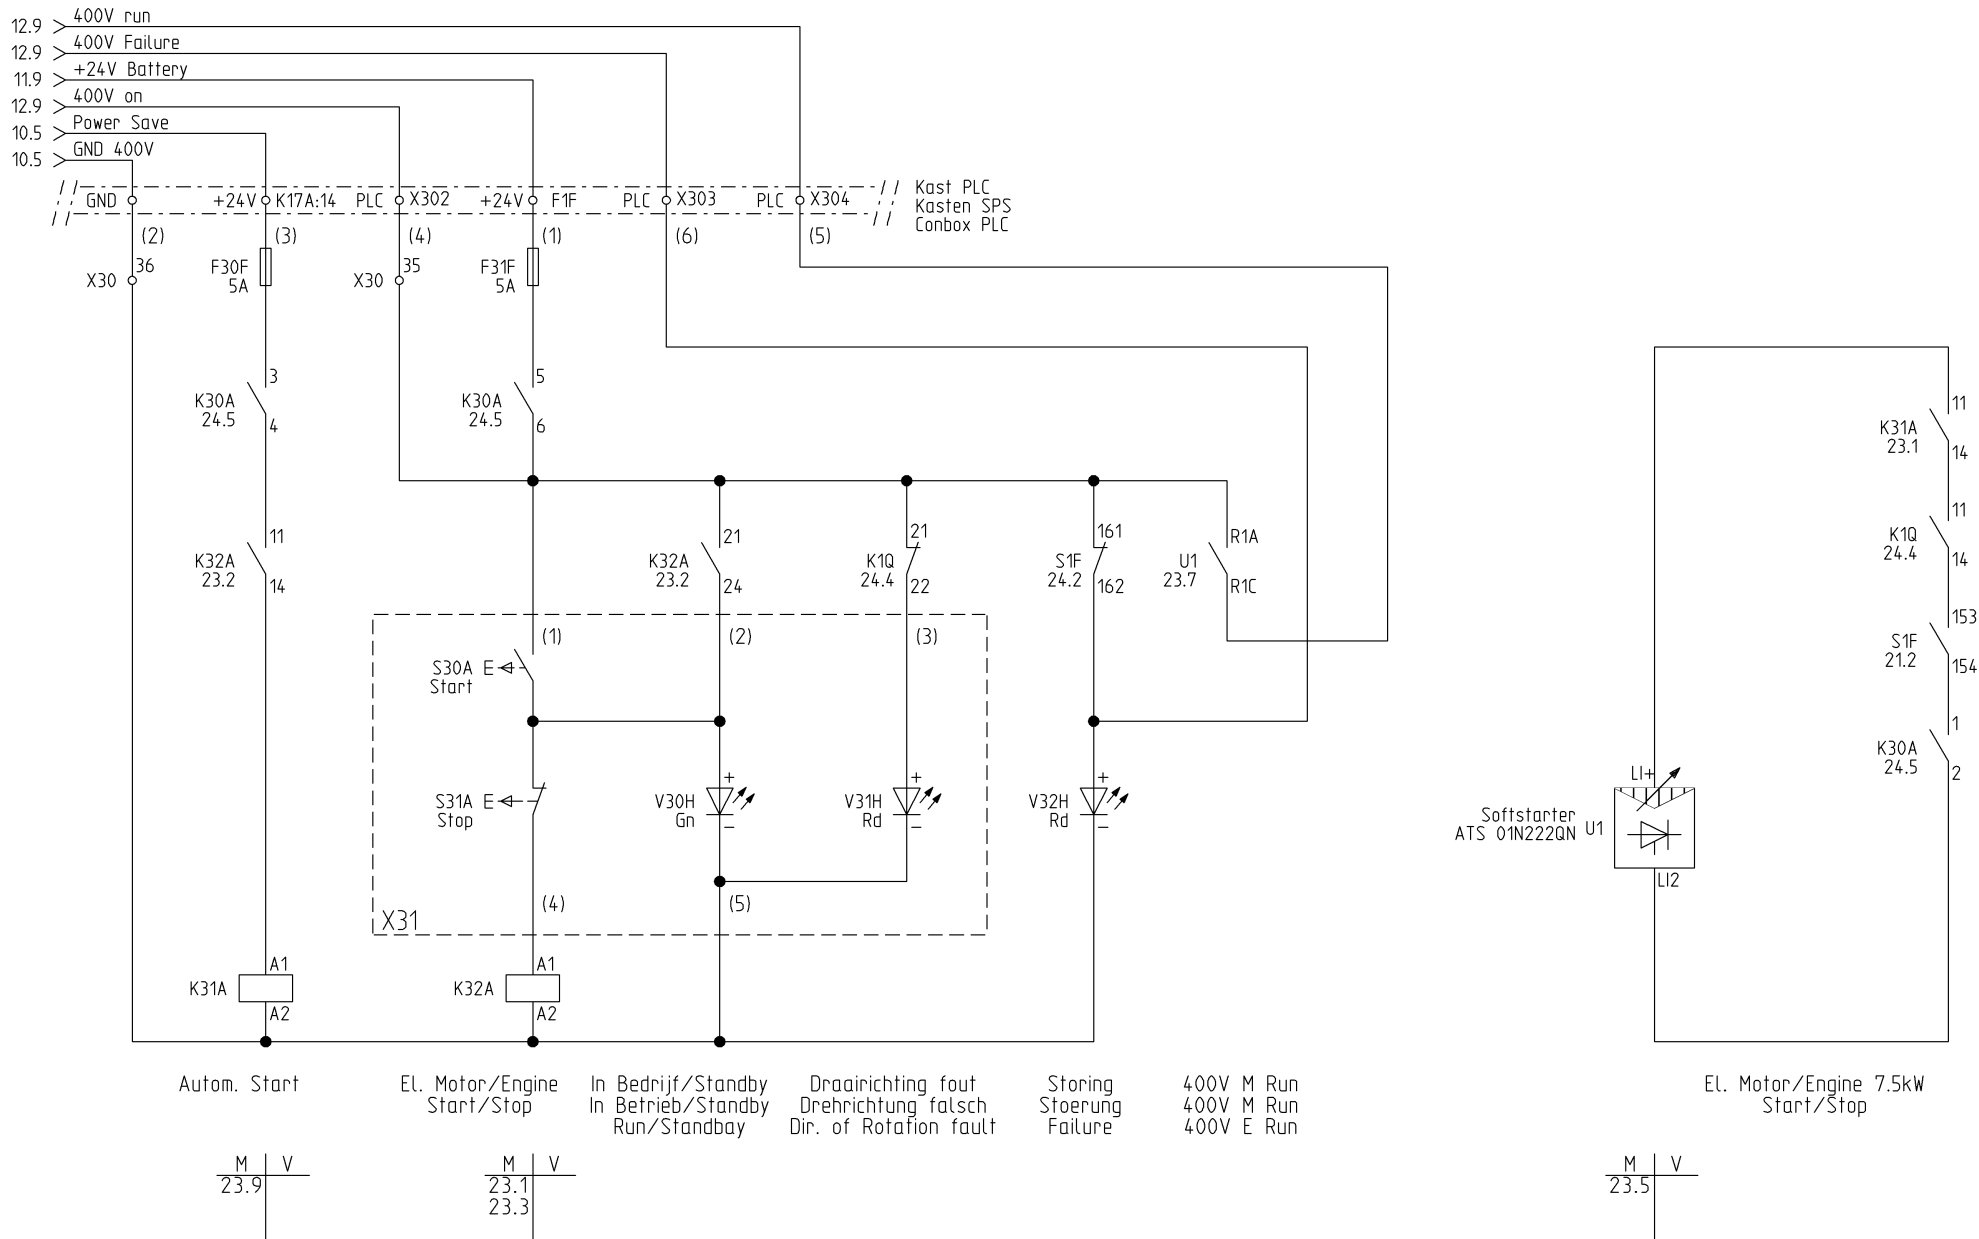 12.9 400V run
12.9 400V Failure
11.9 +24V Battery
12.9 400V on
10.5 Power Save
10.5 GND 400V
GND
+24V K17A:14
PLC X302
+24V F1F
PLC X303
PLC X304
Kast PLC
Kasten SPS
Conbox PLC
(2)
(3)
(4)
(1)
(6)
(5)
X30 36
F30F
5A
X30 35
F31F
5A
3
K30A
24.5
4
5
K30A
24.5
6
11
K31A
23.1
14
11
K32A
23.2
14
21
K32A
23.2
24
21
K1Q
24.4
22
161
S1F
24.2
162
R1A
U1
23.7
R1C
11
K1Q
24.4
14
(1)
(2)
(3)
153
S1F
21.2
154
S30A E
Start
1
K30A
24.5
2
S31A E
Stop
+
V30H
Gn
-
+
V31H
Rd
-
+
V32H
Rd
-
LI+
Softstarter
ATS 01N222QN U1
LI2
(4)
(5)
X31
A1
K31A
A2
A1
K32A
A2
Autom. Start
El. Motor/Engine
Start/Stop
In Bedrijf/Standby
In Betrieb/Standby
Run/Standbay
Draairichting fout
Drehrichtung falsch
Dir. of Rotation fault
Storing
Stoerung
Failure
400V M Run
400V M Run
400V E Run
El. Motor/Engine 7.5kW
Start/Stop
M V
23.9
M V
23.1
23.3
M V
23.5